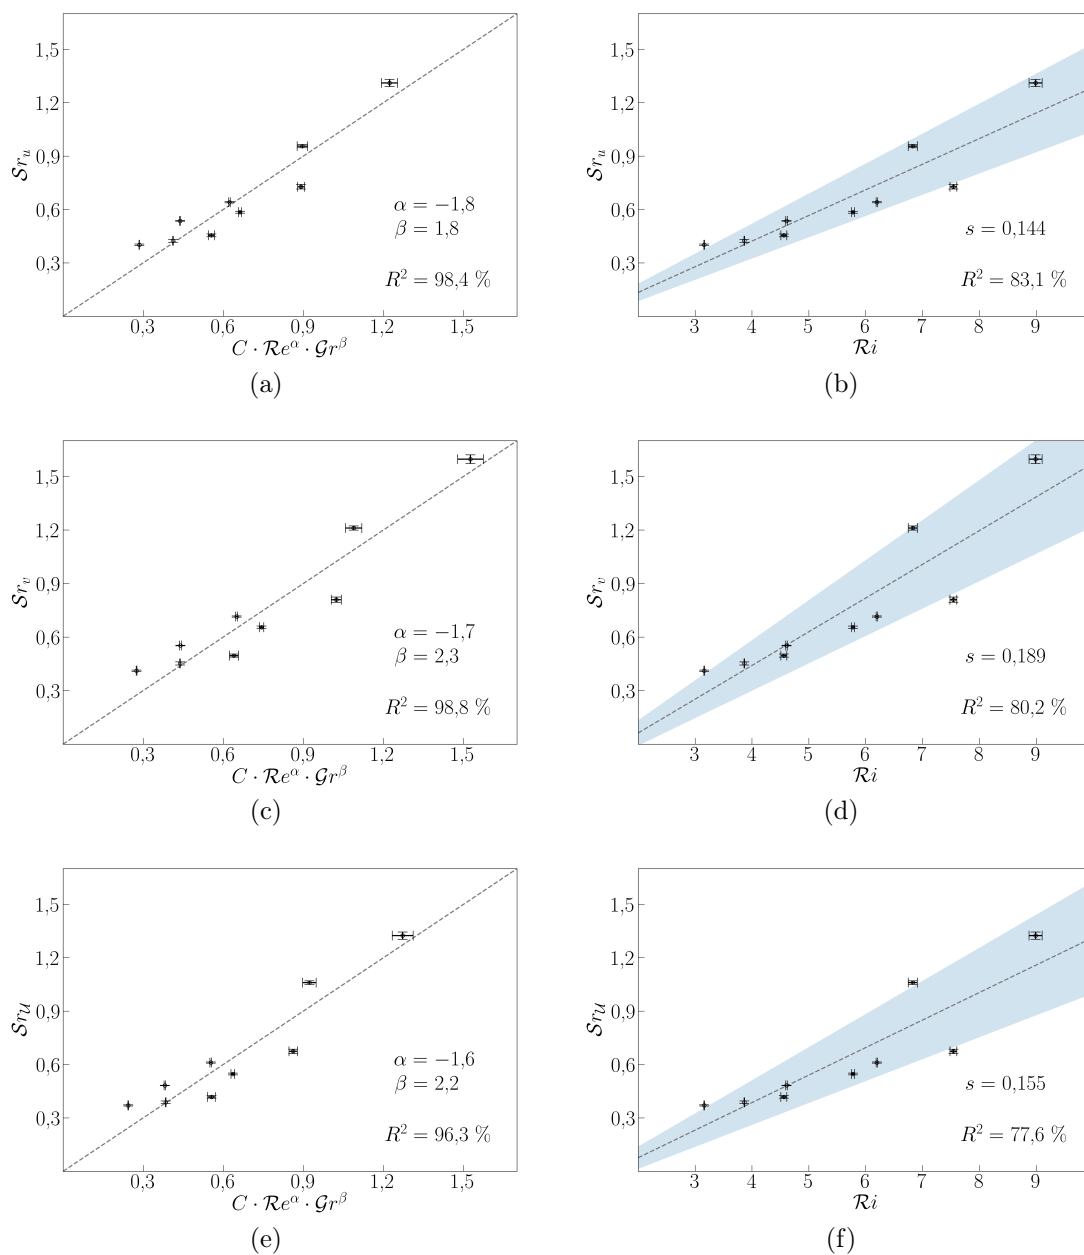 1,5
1,2
0,9
0,6
0,3
𝒮r_u
α = −1,8
β = 1,8
R² = 98,4 %
0,3 0,6 0,9 1,2 1,5
C · ℛe^α · 𝒢r^β
(a)
1,5
1,2
0,9
0,6
0,3
𝒮r_u
s = 0,144
R² = 83,1 %
3 4 5 6 7 8 9
ℛi
(b)
1,5
1,2
0,9
0,6
0,3
𝒮r_v
α = −1,7
β = 2,3
R² = 98,8 %
0,3 0,6 0,9 1,2 1,5
C · ℛe^α · 𝒢r^β
(c)
1,5
1,2
0,9
0,6
0,3
𝒮r_v
s = 0,189
R² = 80,2 %
3 4 5 6 7 8 9
ℛi
(d)
1,5
1,2
0,9
0,6
0,3
𝒮r_𝒰
α = −1,6
β = 2,2
R² = 96,3 %
0,3 0,6 0,9 1,2 1,5
C · ℛe^α · 𝒢r^β
(e)
1,5
1,2
0,9
0,6
0,3
𝒮r_𝒰
s = 0,155
R² = 77,6 %
3 4 5 6 7 8 9
ℛi
(f)